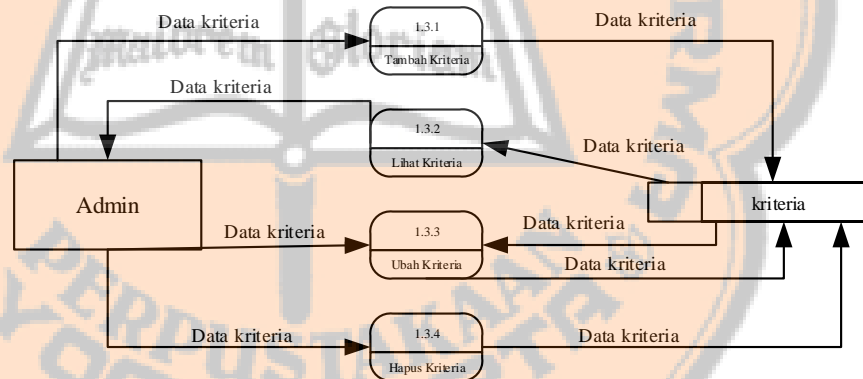 Data kriteria
Data kriteria
1.3.1
Tambah Kriteria
Data kriteria
1.3.2
Lihat Kriteria
Data kriteria
Admin
kriteria
Data kriteria
1.3.3
Ubah Kriteria
Data kriteria
Data kriteria
Data kriteria
1.3.4
Hapus Kriteria
Data kriteria
PERPUSTAKAAN